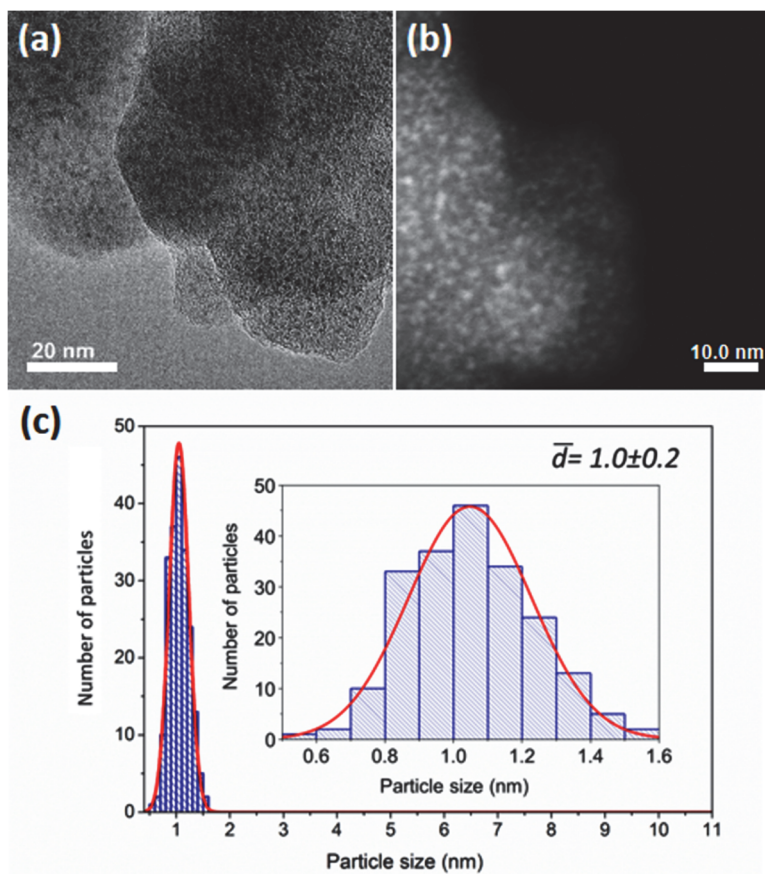 (a)
(b)
20 nm
10.0 nm
(c)
d̅= 1.0±0.2
Number of particles
50
40
30
20
10
0
1 2 3 4 5 6 7 8 9 10 11
Particle size (nm)
Number of particles
50
40
30
20
10
0
0.6 0.8 1.0 1.2 1.4 1.6
Particle size (nm)